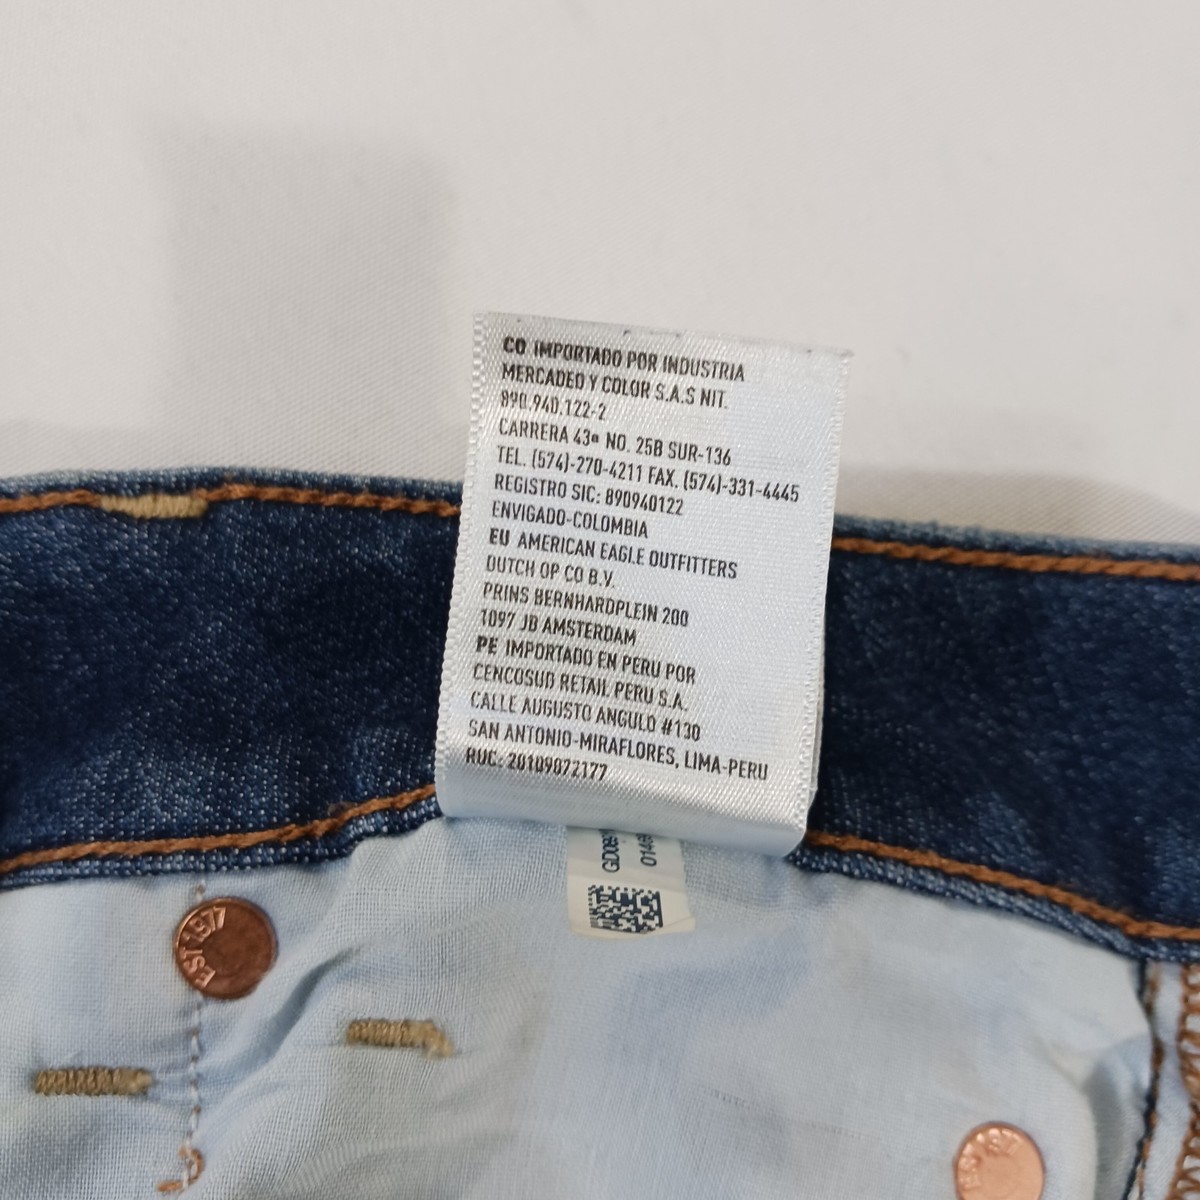 CO IMPORTADO POR INDUSTRIA
MERCADEO Y COLOR S.A.S NIT.
890.940.122-2
CARRERA 43ª NO. 25B SUR-136
TEL. (574)-270-4211 FAX. (574)-331-4445
REGISTRO SIC: 890940122
ENVIGADO-COLOMBIA
EU AMERICAN EAGLE OUTFITTERS
DUTCH OP CO B.V.
PRINS BERNHARDPLEIN 200
1097 JB AMSTERDAM
PE IMPORTADO EN PERU POR
CENCOSUD RETAIL PERU S.A.
CALLE AUGUSTO ANGULO #130
SAN ANTONIO-MIRAFLORES, LIMA-PERU
RUC: 20109072177
EST 1977